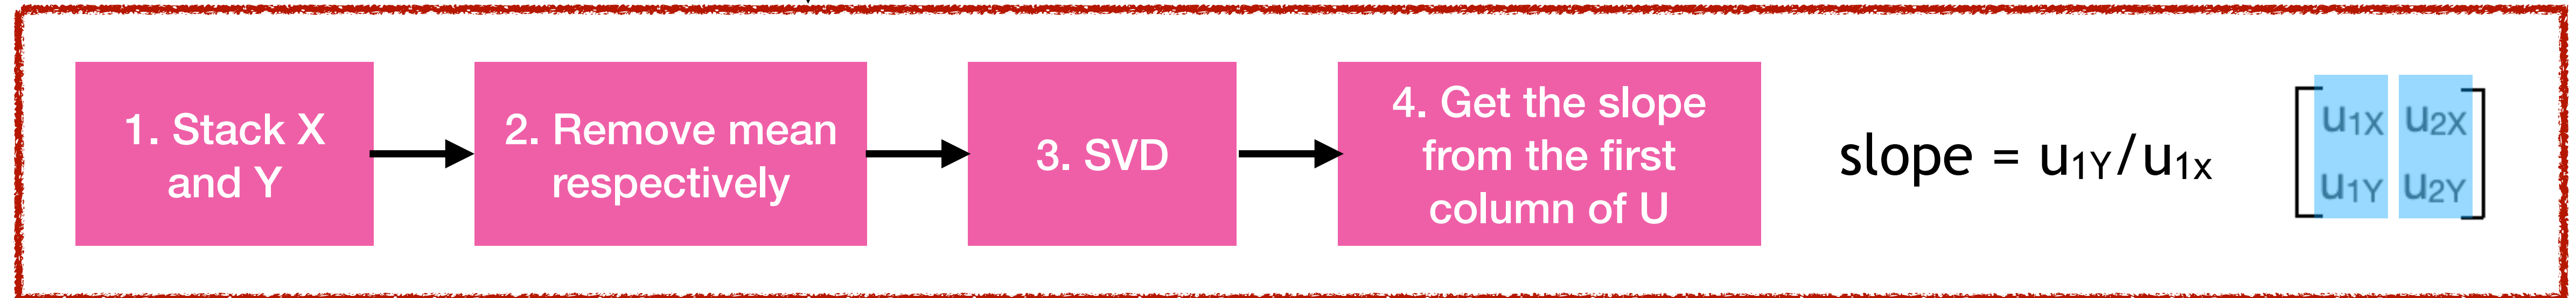 1. Stack X
and Y
2. Remove mean
respectively
3. SVD
4. Get the slope
from the first
column of U
slope = u1Y/u1x
u1X u2X
u1Y u2Y